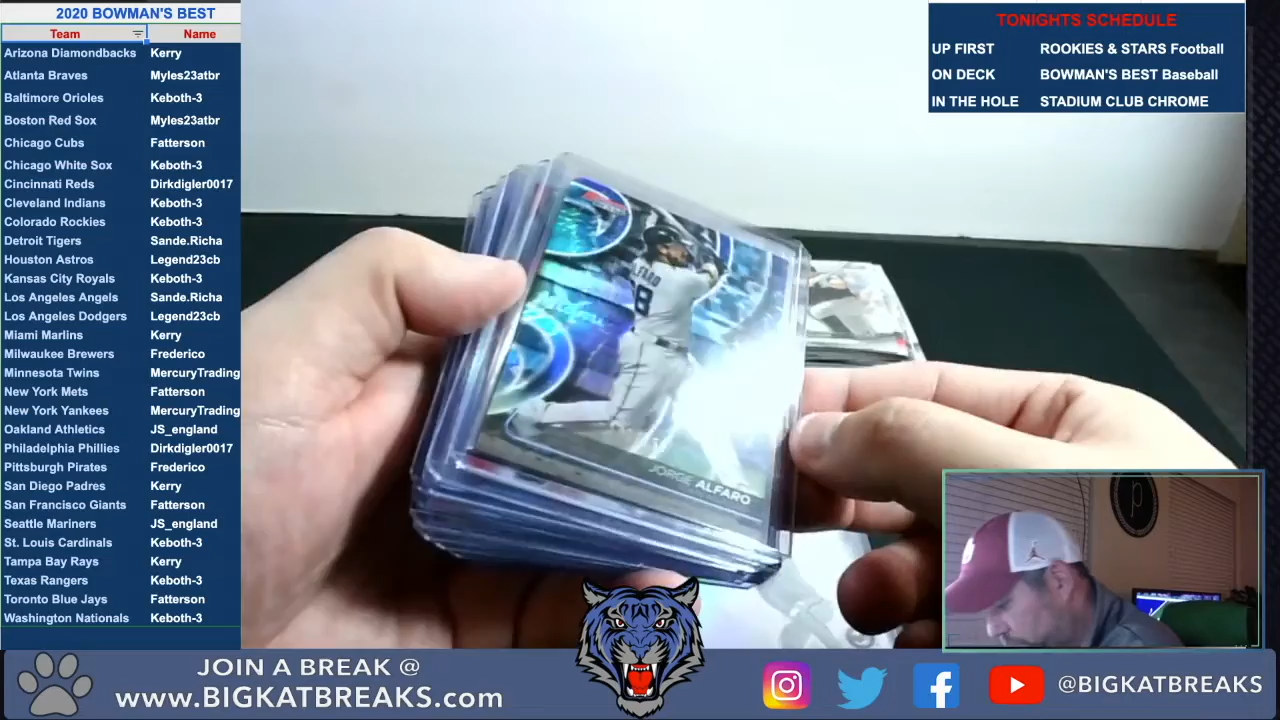 2020 BOWMAN'S BEST
Team Name
Arizona Diamondbacks Kerry
Atlanta Braves Myles23atbr
Baltimore Orioles Keboth-3
Boston Red Sox Myles23atbr
Chicago Cubs Fatterson
Chicago White Sox Keboth-3
Cincinnati Reds Dirkdigler0017
Cleveland Indians Keboth-3
Colorado Rockies Keboth-3
Detroit Tigers Sande.Richa
Houston Astros Legend23cb
Kansas City Royals Keboth-3
Los Angeles Angels Sande.Richa
Los Angeles Dodgers Legend23cb
Miami Marlins Kerry
Milwaukee Brewers Frederico
Minnesota Twins MercuryTrading
New York Mets Fatterson
New York Yankees MercuryTrading
Oakland Athletics JS_england
Philadelphia Phillies Dirkdigler0017
Pittsburgh Pirates Frederico
San Diego Padres Kerry
San Francisco Giants Fatterson
Seattle Mariners JS_england
St. Louis Cardinals Keboth-3
Tampa Bay Rays Kerry
Texas Rangers Keboth-3
Toronto Blue Jays Fatterson
Washington Nationals Keboth-3
TONIGHTS SCHEDULE
UP FIRST ROOKIES & STARS Football
ON DECK BOWMAN'S BEST Baseball
IN THE HOLE STADIUM CLUB CHROME
JORGE ALFARO
JOIN A BREAK @
www.BIGKATBREAKS.com
@BIGKATBREAKS